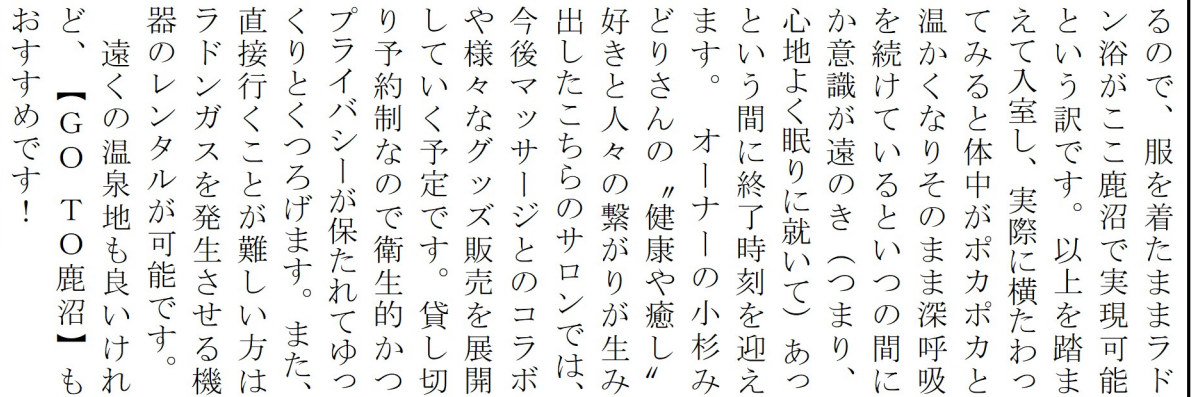 るので、服を着たままラド
ン浴がここ鹿沼で実現可能
という訳です。以上を踏ま
えて入室し、実際に横たわっ
てみると体中がポカポカと
温かくなりそのまま深呼吸
を続けているといつの間に
か意識が遠のき（つまり、
心地よく眠りに就いて）あっ
という間に終了時刻を迎え
ます。　オーナーの小杉み
どりさんの〝健康や癒し〟
好きと人々の繋がりが生み
出したこちらのサロンでは、
今後マッサージとのコラボ
や様々なグッズ販売を展開
していく予定です。貸し切
り予約制なので衛生的かつ
プライバシーが保たれてゆっ
くりとくつろげます。また、
直接行くことが難しい方は
ラドンガスを発生させる機
器のレンタルが可能です。
　遠くの温泉地も良いけれ
ど、【ＧＯ　ＴＯ鹿沼】も
おすすめです！